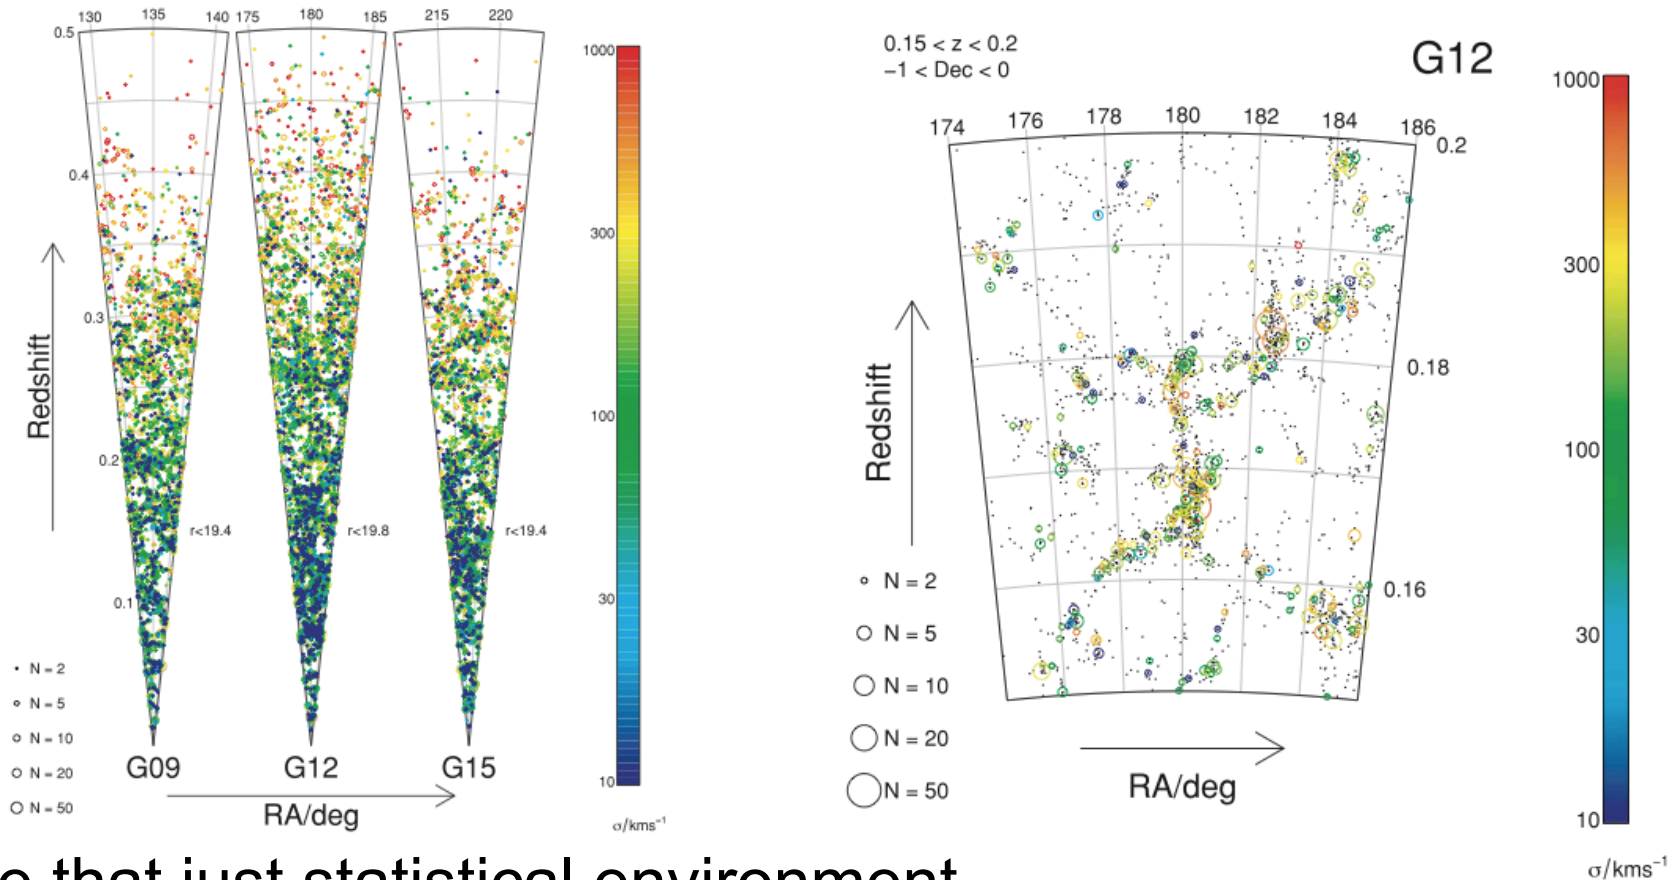 130 135 140 175 180 185 215 220
0.5
0.4
0.3
0.2
0.1
Redshift
r<19.4 r<19.8 r<19.4
N = 2
N = 5
N = 10
N = 20
N = 50
G09 G12 G15
RA/deg
1000
300
100
30
10
σ/kms⁻¹
0.15 < z < 0.2
−1 < Dec < 0
G12
174 176 178 180 182 184 186
0.2
0.18
0.16
Redshift
N = 2
N = 5
N = 10
N = 20
N = 50
RA/deg
1000
300
100
30
10
σ/kms⁻¹
that just statistical environment